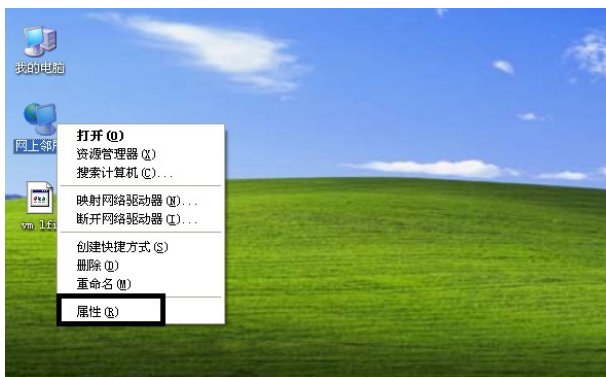 我的电脑
网上邻
打开(O)
资源管理器(X)
搜索计算机(C)...
映射网络驱动器(N)...
断开网络驱动器(I)...
创建快捷方式(S)
删除(D)
重命名(M)
属性(R)
vm